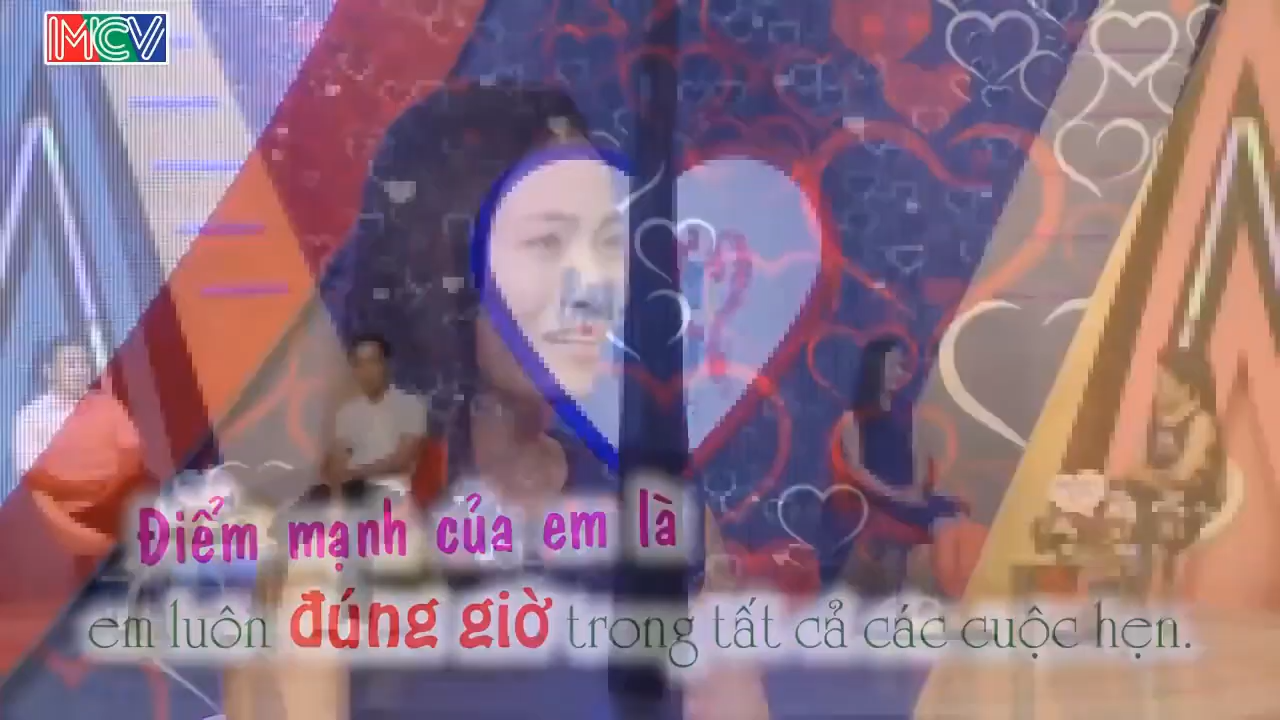 MCV
Điểm mạnh của em là
em luôn đúng giờ trong tất cả các cuộc hẹn.